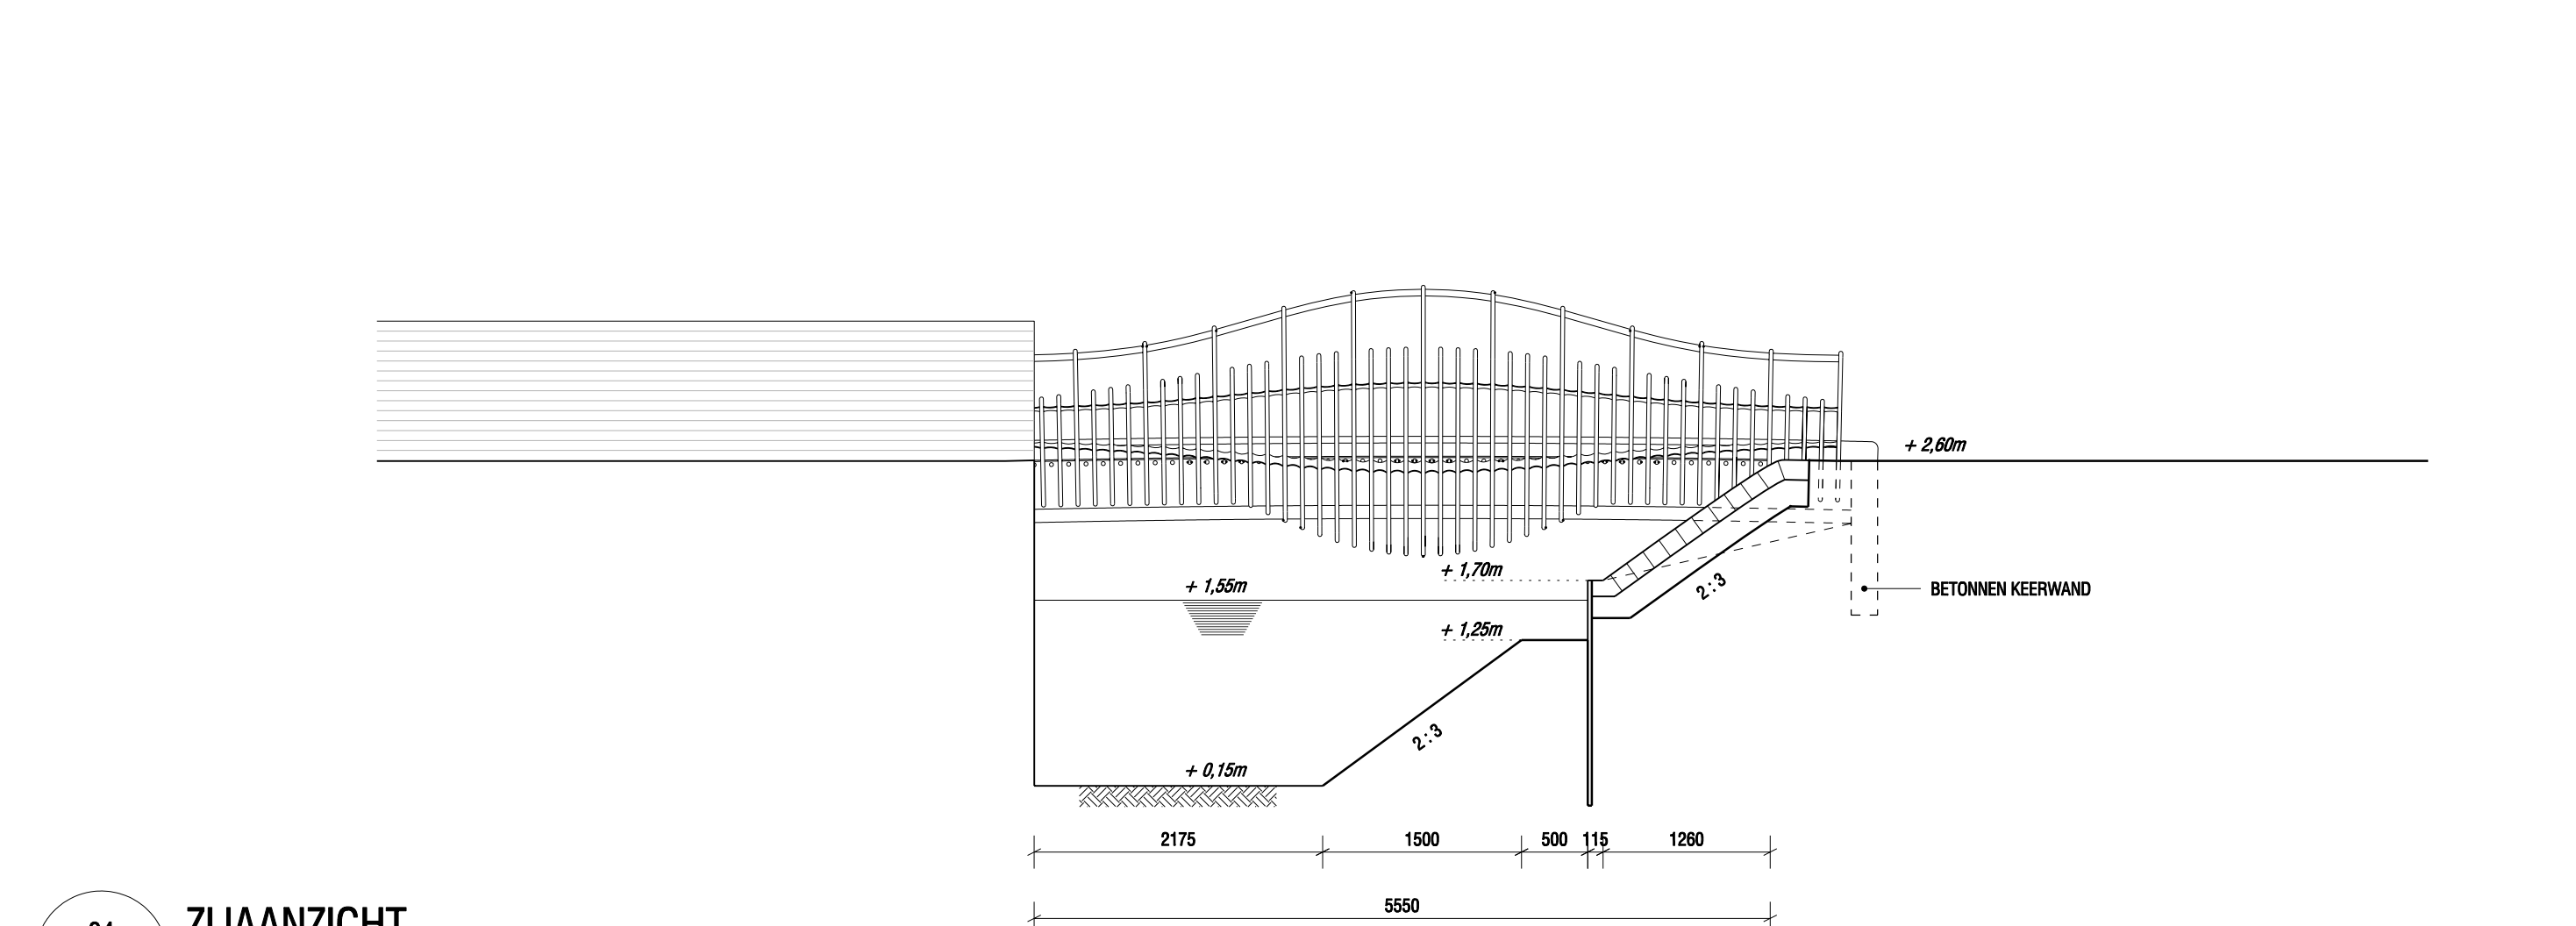 + 2,60m
+ 1,70m
+ 1,55m
BETONNEN KEERWAND
2:3
+ 1,25m
2:3
+ 0,15m
2175 1500 500 115 1260
5550
ZIJAANZICHT